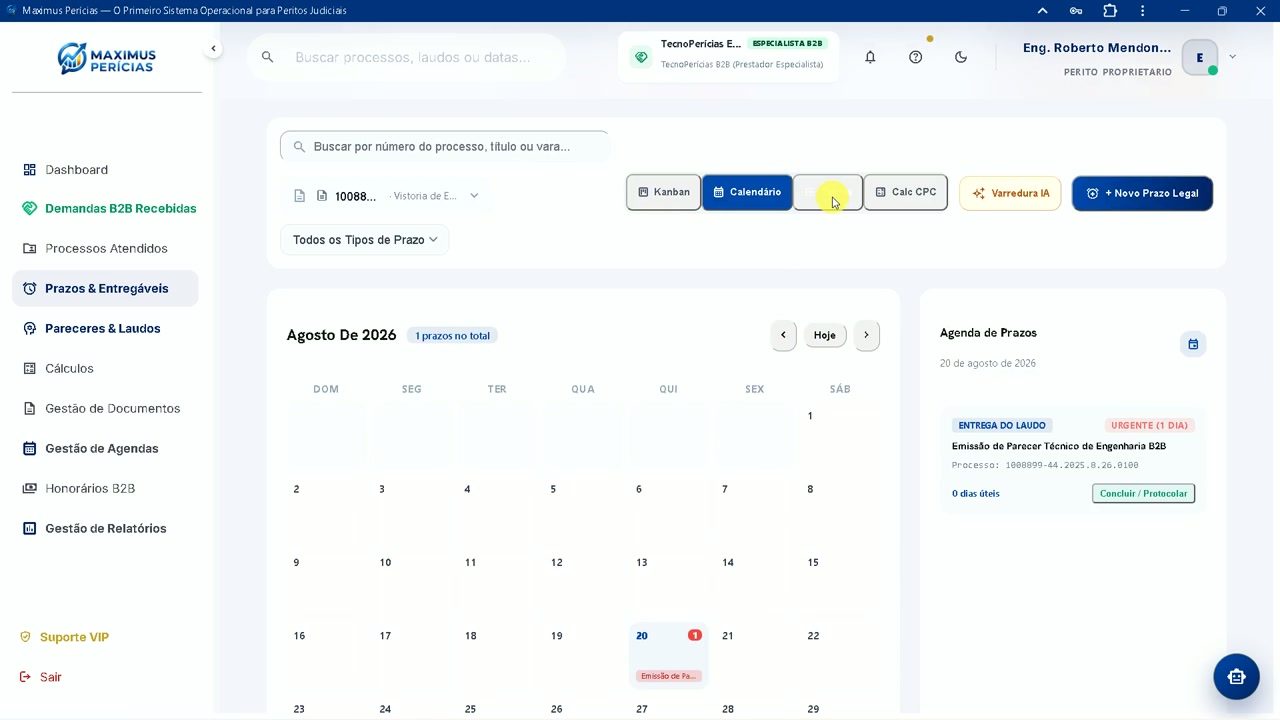 Maximus Perícias — O Primeiro Sistema Operacional para Peritos Judiciais
MAXIMUS
PERÍCIAS
Buscar processos, laudos ou datas...
TecnoPerícias E... ESPECIALISTA B2B
TecnoPerícias B2B (Prestador Especialista)
Eng. Roberto Mendon...
PERITO PROPRIETARIO
E
Dashboard
Demandas B2B Recebidas
Processos Atendidos
Prazos & Entregáveis
Pareceres & Laudos
Cálculos
Gestão de Documentos
Gestão de Agendas
Honorários B2B
Gestão de Relatórios
Suporte VIP
Sair
Buscar por número do processo, título ou vara...
10088... · Vistoria de E...
Kanban
Calendário
Calc CPC
Varredura IA
+ Novo Prazo Legal
Todos os Tipos de Prazo
Agosto De 2026 1 prazos no total
Hoje
DOM SEG TER QUA QUI SEX SÁB
1
2 3 4 5 6 7 8
9 10 11 12 13 14 15
16 17 18 19 20 1 21 22
Emissão de Pa...
23 24 25 26 27 28 29
Agenda de Prazos
20 de agosto de 2026
ENTREGA DO LAUDO URGENTE (1 DIA)
Emissão de Parecer Técnico de Engenharia B2B
Processo: 1008899-44.2025.8.26.0100
0 dias úteis Concluir / Protocolar